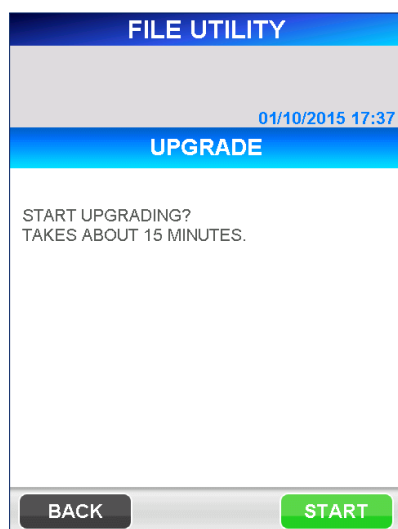 FILE UTILITY
01/10/2015 17:37
UPGRADE
START UPGRADING?
TAKES ABOUT 15 MINUTES.
BACK
START